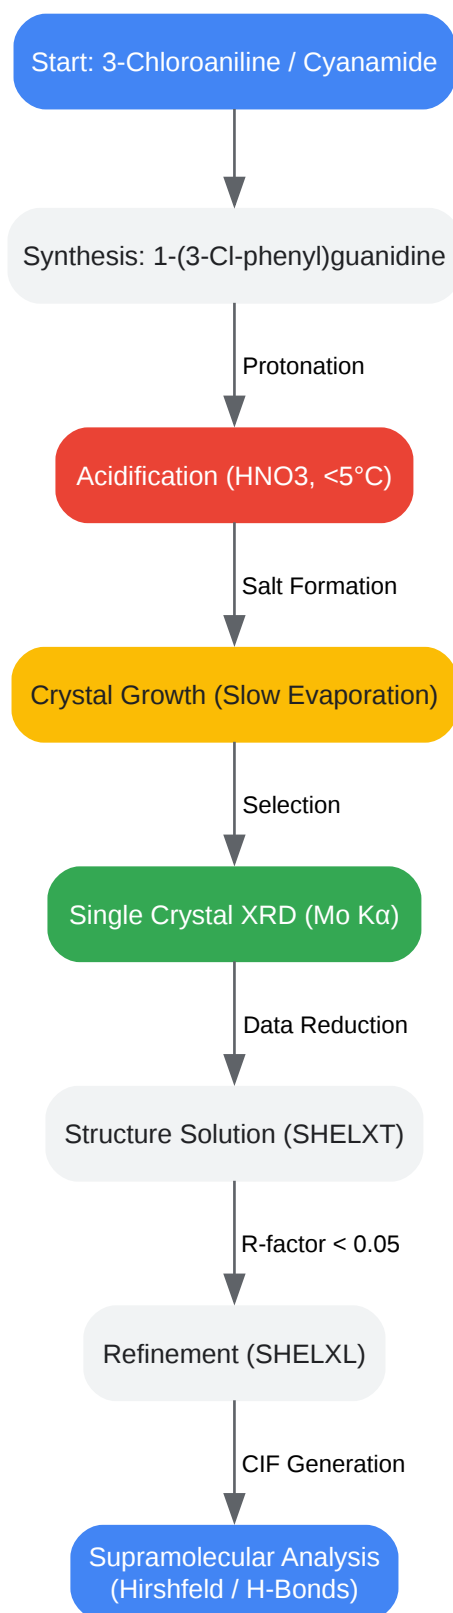 Start: 3-Chloroaniline / Cyanamide
Synthesis: 1-(3-Cl-phenyl)guanidine
Protonation
Acidification (HNO3, <5°C)
Salt Formation
Crystal Growth (Slow Evaporation)
Selection
Single Crystal XRD (Mo Kα)
Data Reduction
Structure Solution (SHELXT)
R-factor < 0.05
Refinement (SHELXL)
CIF Generation
Supramolecular Analysis
(Hirshfeld / H-Bonds)